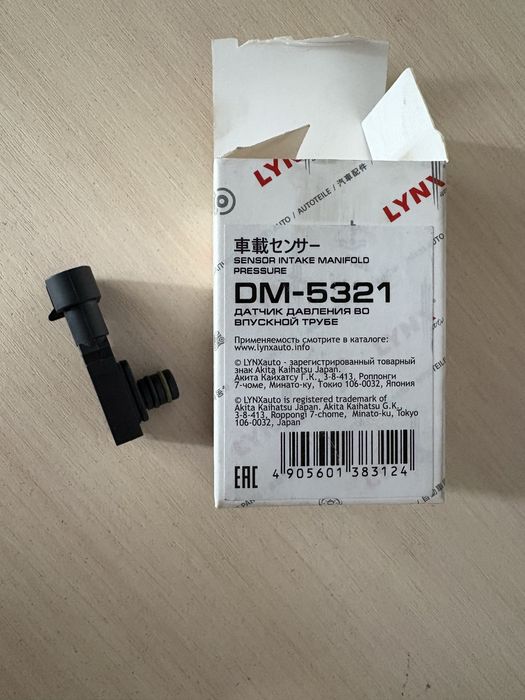 LYNX
LYNX
AUTO / AUTOTEILE / 汽車配件
車載センサー
SENSOR INTAKE MANIFOLD
PRESSURE
DM-5321
ДАТЧИК ДАВЛЕНИЯ ВО
ВПУСКНОЙ ТРУБЕ
Применяемость смотрите в каталоге:
www.lynxauto.info
© LYNXauto - зарегистрированный товарный
знак Akita Kaihatsu Japan.
Акита Кайхатсу Г.К., 3-8-413, Роппонги
7-чоме, Минато-ку, Токио 106-0032, Япония
© LYNXauto is registered trademark of
Akita Kaihatsu Japan. Akita Kaihatsu G.K.,
3-8-413, Roppongi 7-chome, Minato-ku, Tokyo
106-0032, Japan
EAC
4 905601 383124